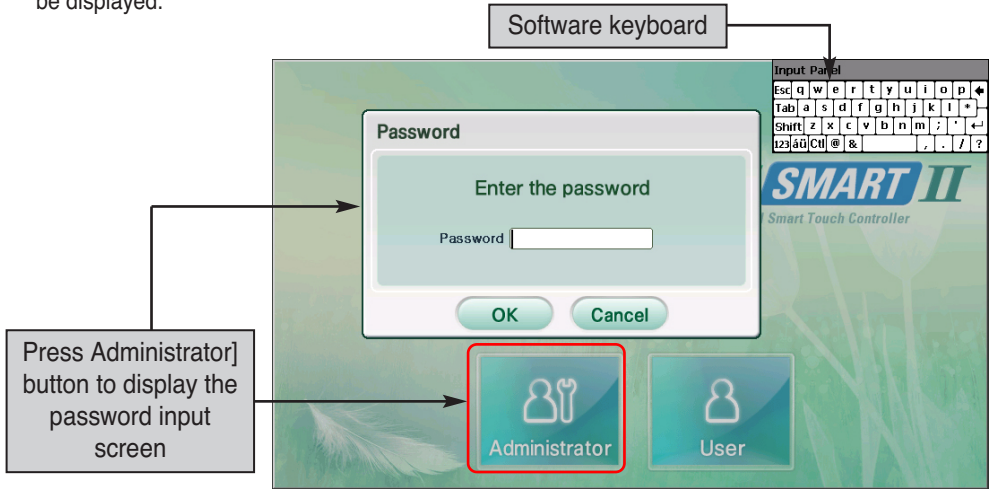 be displayed.
Software keyboard
Input Panel
Esc q w e r t y u i o p
Tab a s d f g h j k l *
Shift z x c v b n m ; '
123 áü Ctl @ & , . / ?
Password
Enter the password
Password
OK Cancel
SMART II
Smart Touch Controller
Press Administrator]
button to display the
password input
screen
Administrator
User